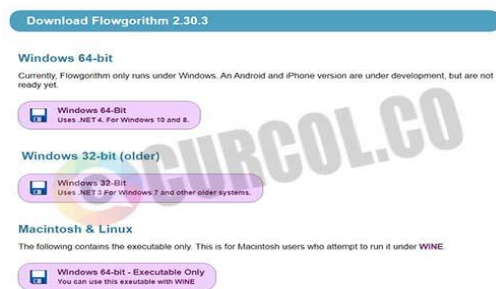 Download Flowgorithm 2.30.3
Windows 64-bit
Currently, Flowgorithm only runs under Windows. An Android and iPhone version are under development, but are not
ready yet.
Windows 64-Bit
Uses .NET 4. For Windows 10 and 8.
Windows 32-bit (older)
Windows 32-Bit
Uses .NET 3 For Windows 7 and other older systems.
CURCOL.CO
Macintosh & Linux
The following contains the executable only. This is for Macintosh users who attempt to run it under WINE
Windows 64-bit - Executable Only
You can use this exeutable with WINE